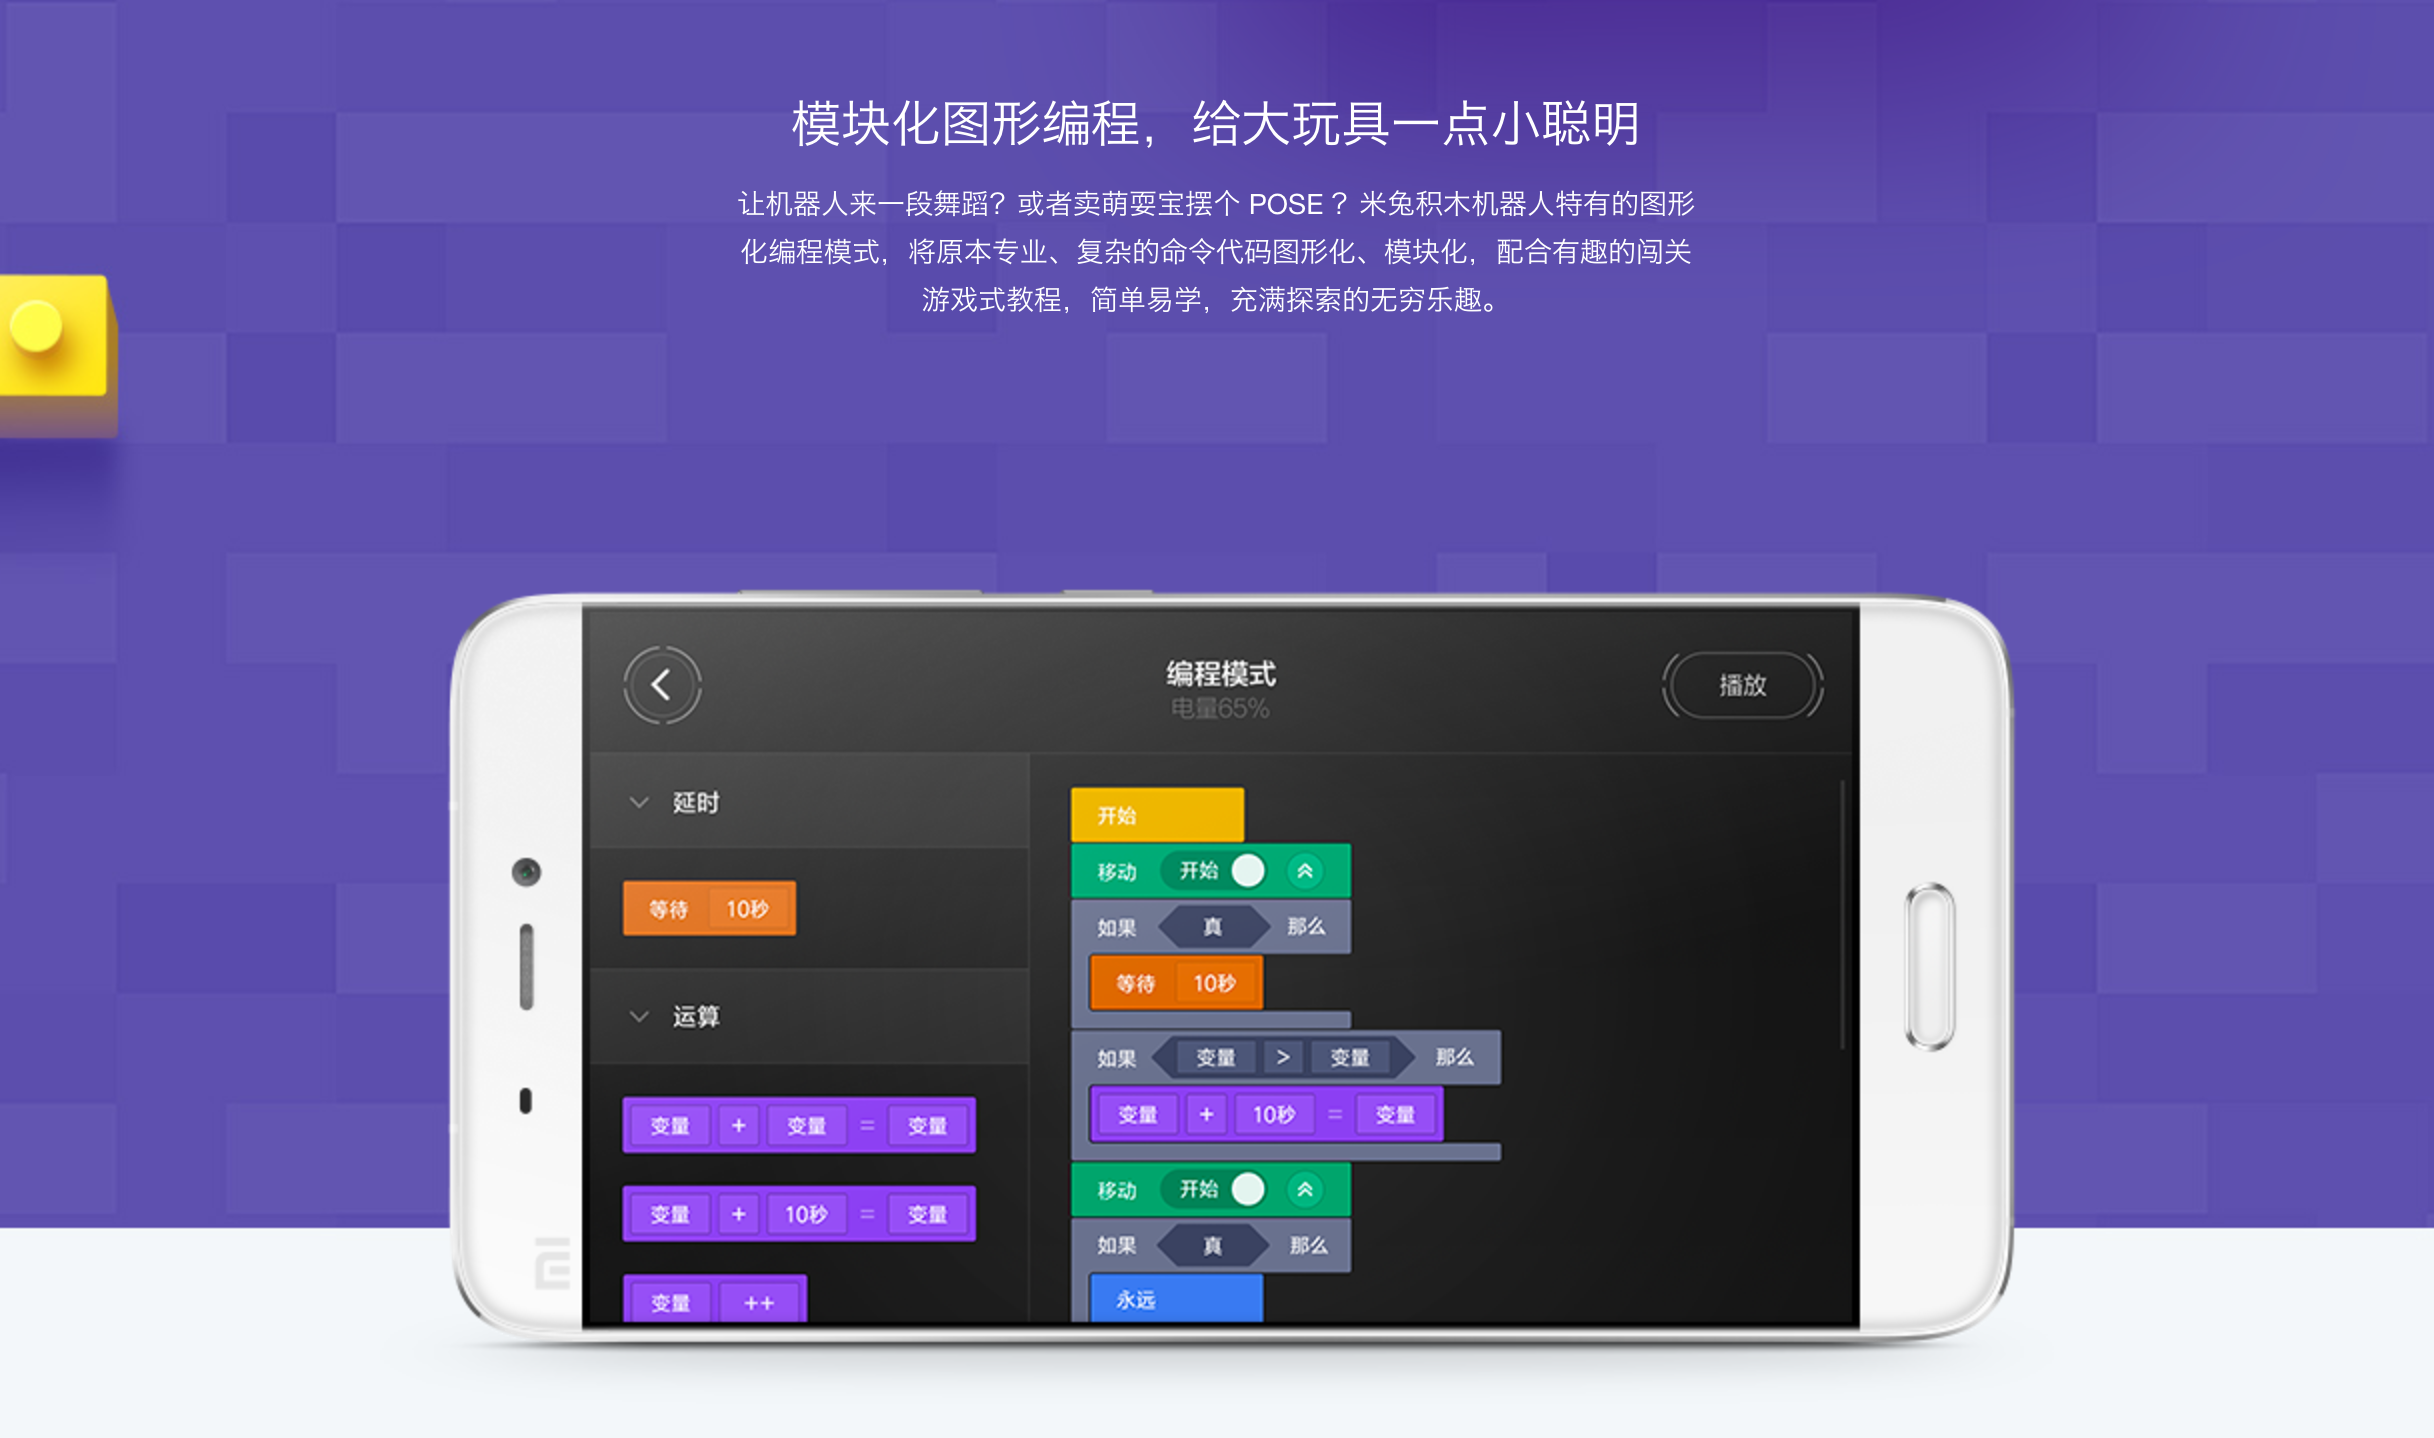 模块化图形编程，给大玩具一点小聪明
让机器人来一段舞蹈？或者卖萌耍宝摆个 POSE ？米兔积木机器人特有的图形
化编程模式，将原本专业、复杂的命令代码图形化、模块化，配合有趣的闯关
游戏式教程，简单易学，充满探索的无穷乐趣。
编程模式
电量65%
播放
延时
等待 10秒
运算
变量 + 变量 = 变量
变量 + 10秒 = 变量
变量 ++
开始
移动 开始
如果 真 那么
等待 10秒
如果 变量 > 变量 那么
变量 + 10秒 = 变量
移动 开始
如果 真 那么
永远